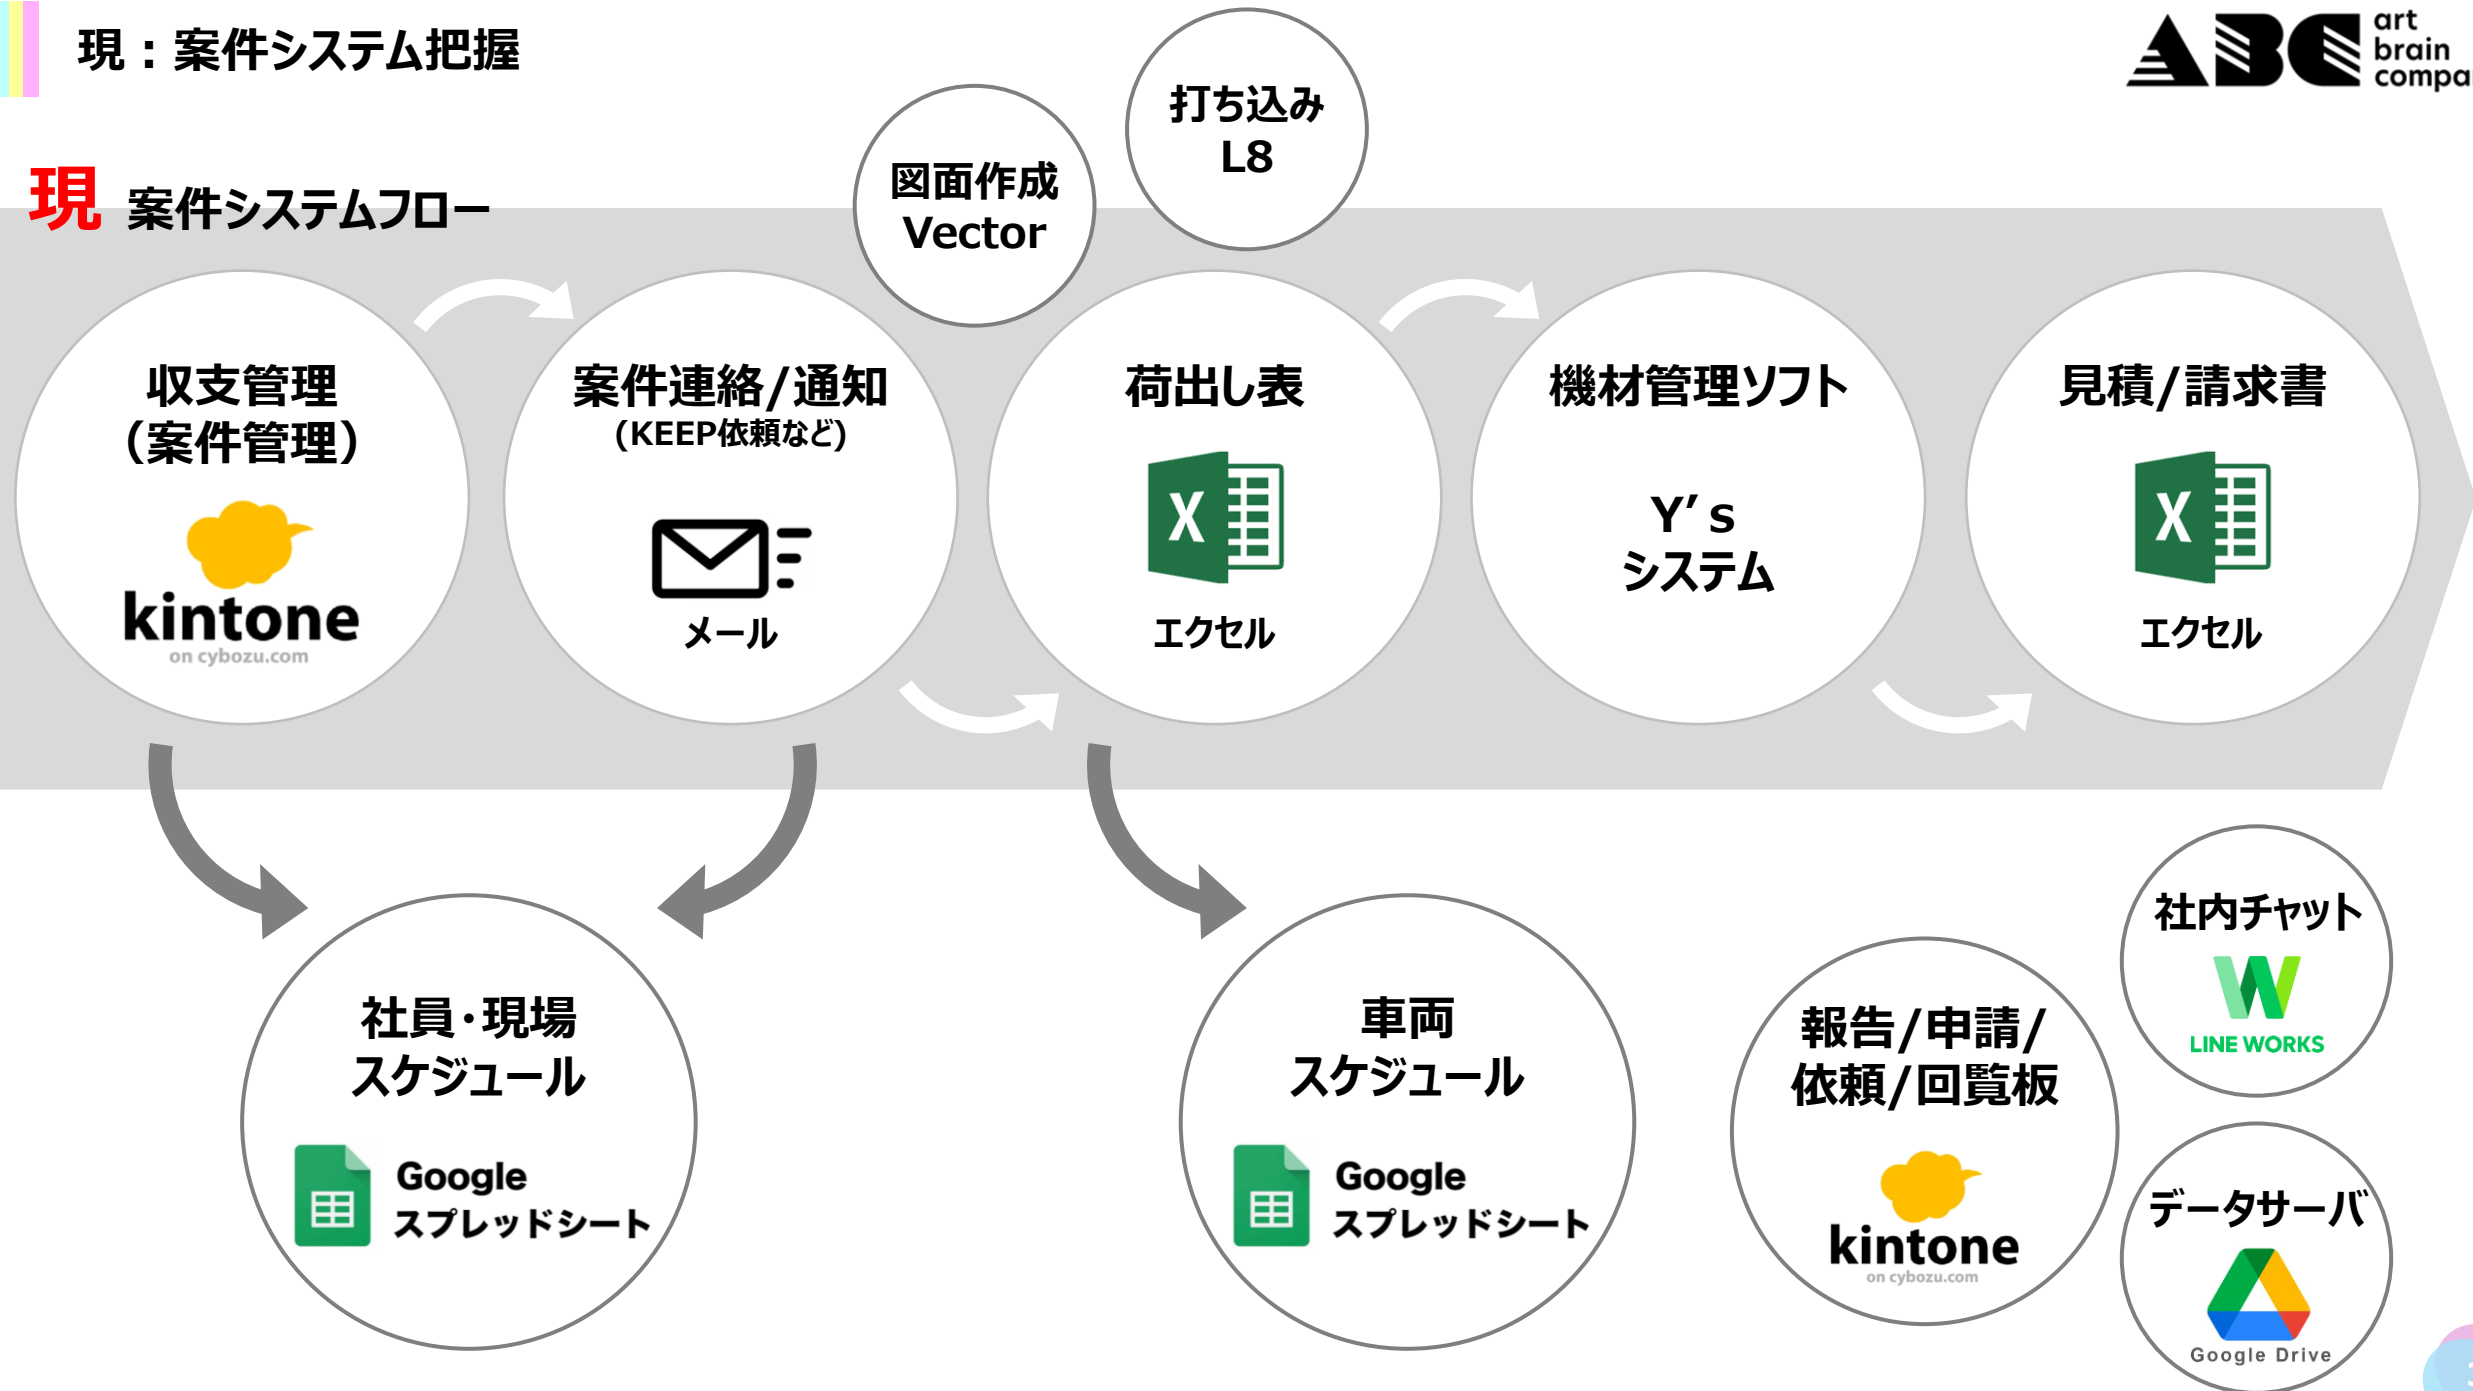 現：案件システム把握
art
brain
compa
現 案件システムフロー
図面作成
Vector
打ち込み
L8
収支管理
（案件管理）
kintone
on cybozu.com
案件連絡/通知
(KEEP依頼など)
メール
荷出し表
X
エクセル
機材管理ソフト
Y’s
システム
見積/請求書
X
エクセル
社員・現場
スケジュール
Google
スプレッドシート
車両
スケジュール
Google
スプレッドシート
報告/申請/
依頼/回覧板
kintone
on cybozu.com
社内チャット
LINE WORKS
データサーバ
Google Drive